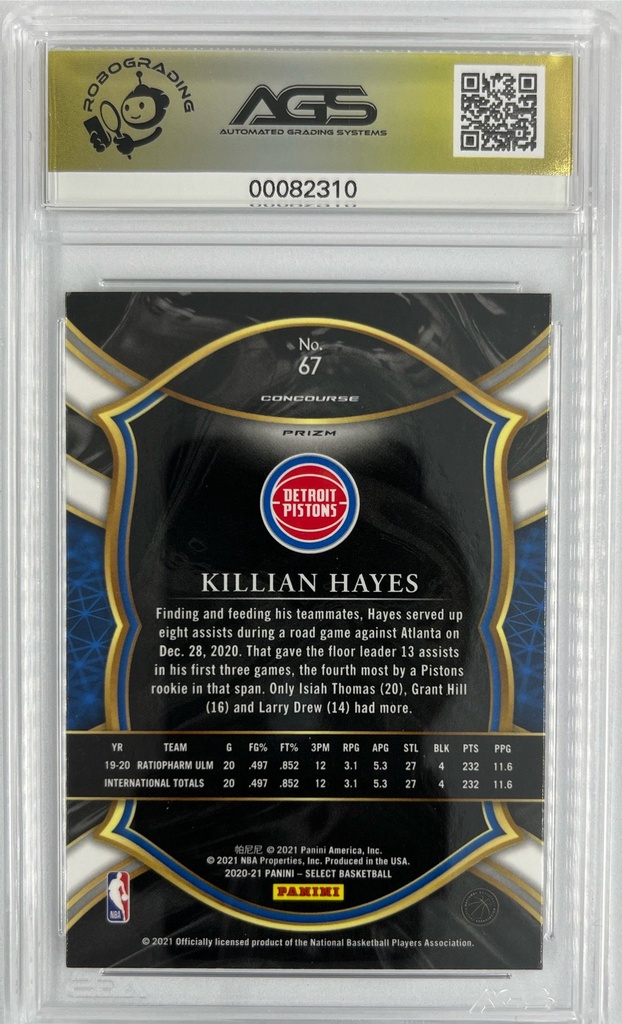 ROBOGRADING
AGS
AUTOMATED GRADING SYSTEMS
00082310
No.
67
CONCOURSE
PRIZM
DETROIT
PISTONS
KILLIAN HAYES
Finding and feeding his teammates, Hayes served up
eight assists during a road game against Atlanta on
Dec. 28, 2020. That gave the floor leader 13 assists
in his first three games, the fourth most by a Pistons
rookie in that span. Only Isiah Thomas (20), Grant Hill
(16) and Larry Drew (14) had more.
YR TEAM G FG% FT% 3PM RPG APG STL BLK PTS PPG
19-20 RATIOPHARM ULM 20 .497 .852 12 3.1 5.3 27 4 232 11.6
INTERNATIONAL TOTALS 20 .497 .852 12 3.1 5.3 27 4 232 11.6
帕尼尼 © 2021 Panini America, Inc.
© 2021 NBA Properties, Inc. Produced in the USA.
2020-21 PANINI – SELECT BASKETBALL
PANINI
NBA
© 2021 Officially licensed product of the National Basketball Players Association.